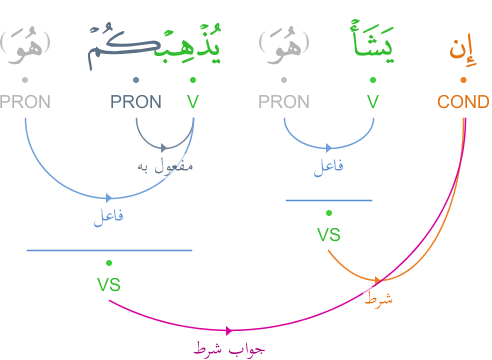 إِن يَشَأْ (هُوَ) يُذْهِبْكُمْ (هُوَ)
COND V PRON V PRON PRON
مفعول به
فاعل
فاعل
VS
VS
شرط
جواب شرط